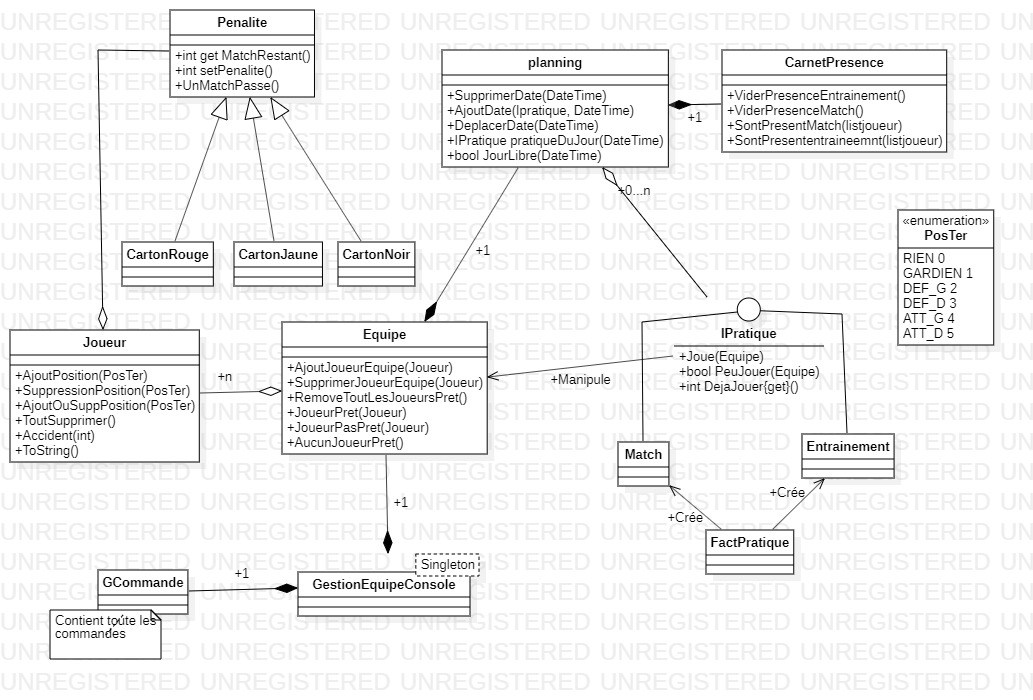 Penalite
+int get MatchRestant()
+int setPenalite()
+UnMatchPasse()
planning
+SupprimerDate(DateTime)
+AjoutDate(Ipratique, DateTime)
+DeplacerDate(DateTime)
+IPratique pratiqueDuJour(DateTime)
+bool JourLibre(DateTime)
+1
CarnetPresence
+ViderPresenceEntrainement()
+ViderPresenceMatch()
+SontPresentMatch(listjoueur)
+SontPresententraineemnt(listjoueur)
+0...n
«enumeration»
PosTer
RIEN 0
GARDIEN 1
DEF_G 2
DEF_D 3
ATT_G 4
ATT_D 5
CartonRouge
CartonJaune
CartonNoir
+1
Joueur
+AjoutPosition(PosTer)
+SuppressionPosition(PosTer)
+AjoutOuSuppPosition(PosTer)
+ToutSupprimer()
+Accident(int)
+ToString()
+n
Equipe
+AjoutJoueurEquipe(Joueur)
+SupprimerJoueurEquipe(Joueur)
+RemoveToutLesJoueursPret()
+JoueurPret(Joueur)
+JoueurPasPret(Joueur)
+AucunJoueurPret()
+Manipule
IPratique
+Joue(Equipe)
+bool PeuJouer(Equipe)
+int DejaJouer{get}()
Match
Entrainement
+Crée
+Crée
FactPratique
+1
Singleton
GestionEquipeConsole
+1
GCommande
Contient toute les
commandes
UNREGISTERED